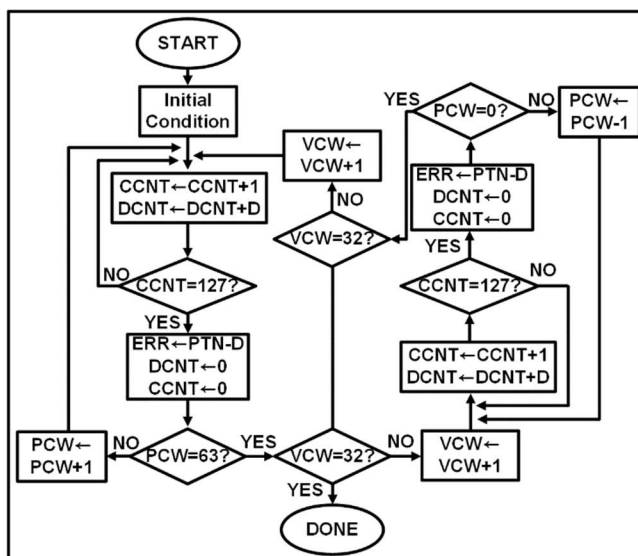 START
Initial
Condition
CCNT←CCNT+1
DCNT←DCNT+D
NO
CCNT=127?
YES
ERR←PTN-D
DCNT←0
CCNT←0
PCW←
PCW+1
NO
PCW=63?
YES
VCW=32?
NO
YES
DONE
VCW←
VCW+1
NO
VCW=32?
VCW←
VCW+1
CCNT←CCNT+1
DCNT←DCNT+D
CCNT=127?
NO
YES
ERR←PTN-D
DCNT←0
CCNT←0
YES
PCW=0?
NO
PCW←
PCW-1